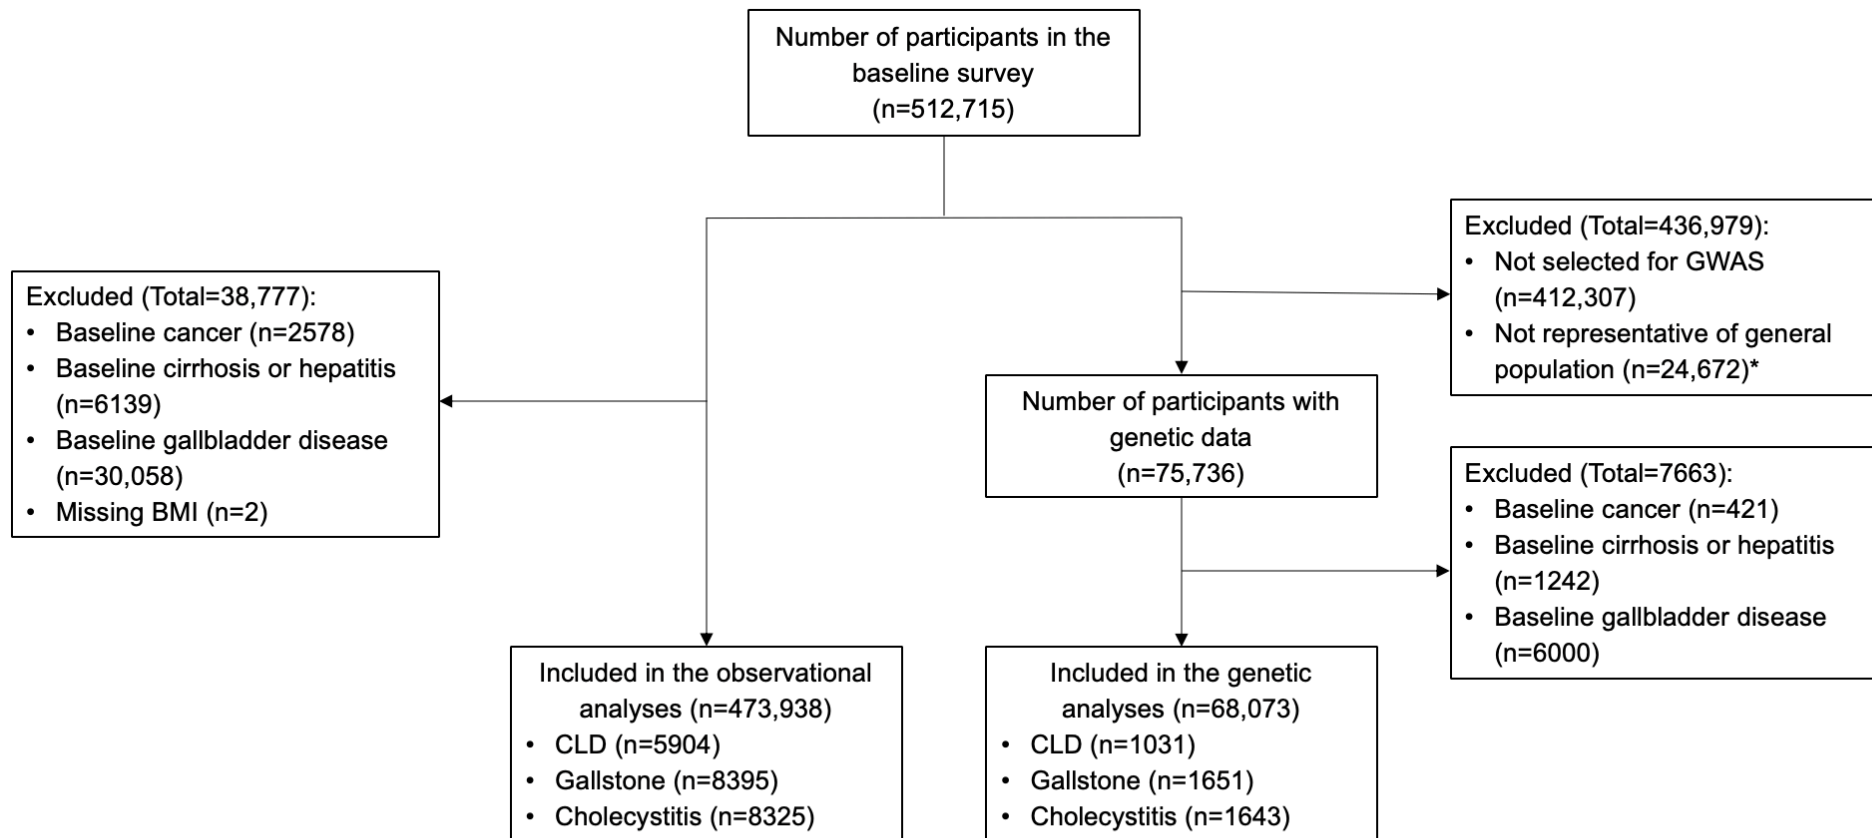 Number of participants in the
baseline survey
(n=512,715)
Excluded (Total=436,979):
• Not selected for GWAS
(n=412,307)
• Not representative of general
population (n=24,672)*
Excluded (Total=38,777):
• Baseline cancer (n=2578)
• Baseline cirrhosis or hepatitis
(n=6139)
• Baseline gallbladder disease
(n=30,058)
• Missing BMI (n=2)
Number of participants with
genetic data
(n=75,736)
Excluded (Total=7663):
• Baseline cancer (n=421)
• Baseline cirrhosis or hepatitis
(n=1242)
• Baseline gallbladder disease
(n=6000)
Included in the observational
analyses (n=473,938)
• CLD (n=5904)
• Gallstone (n=8395)
• Cholecystitis (n=8325)
Included in the genetic
analyses (n=68,073)
• CLD (n=1031)
• Gallstone (n=1651)
• Cholecystitis (n=1643)